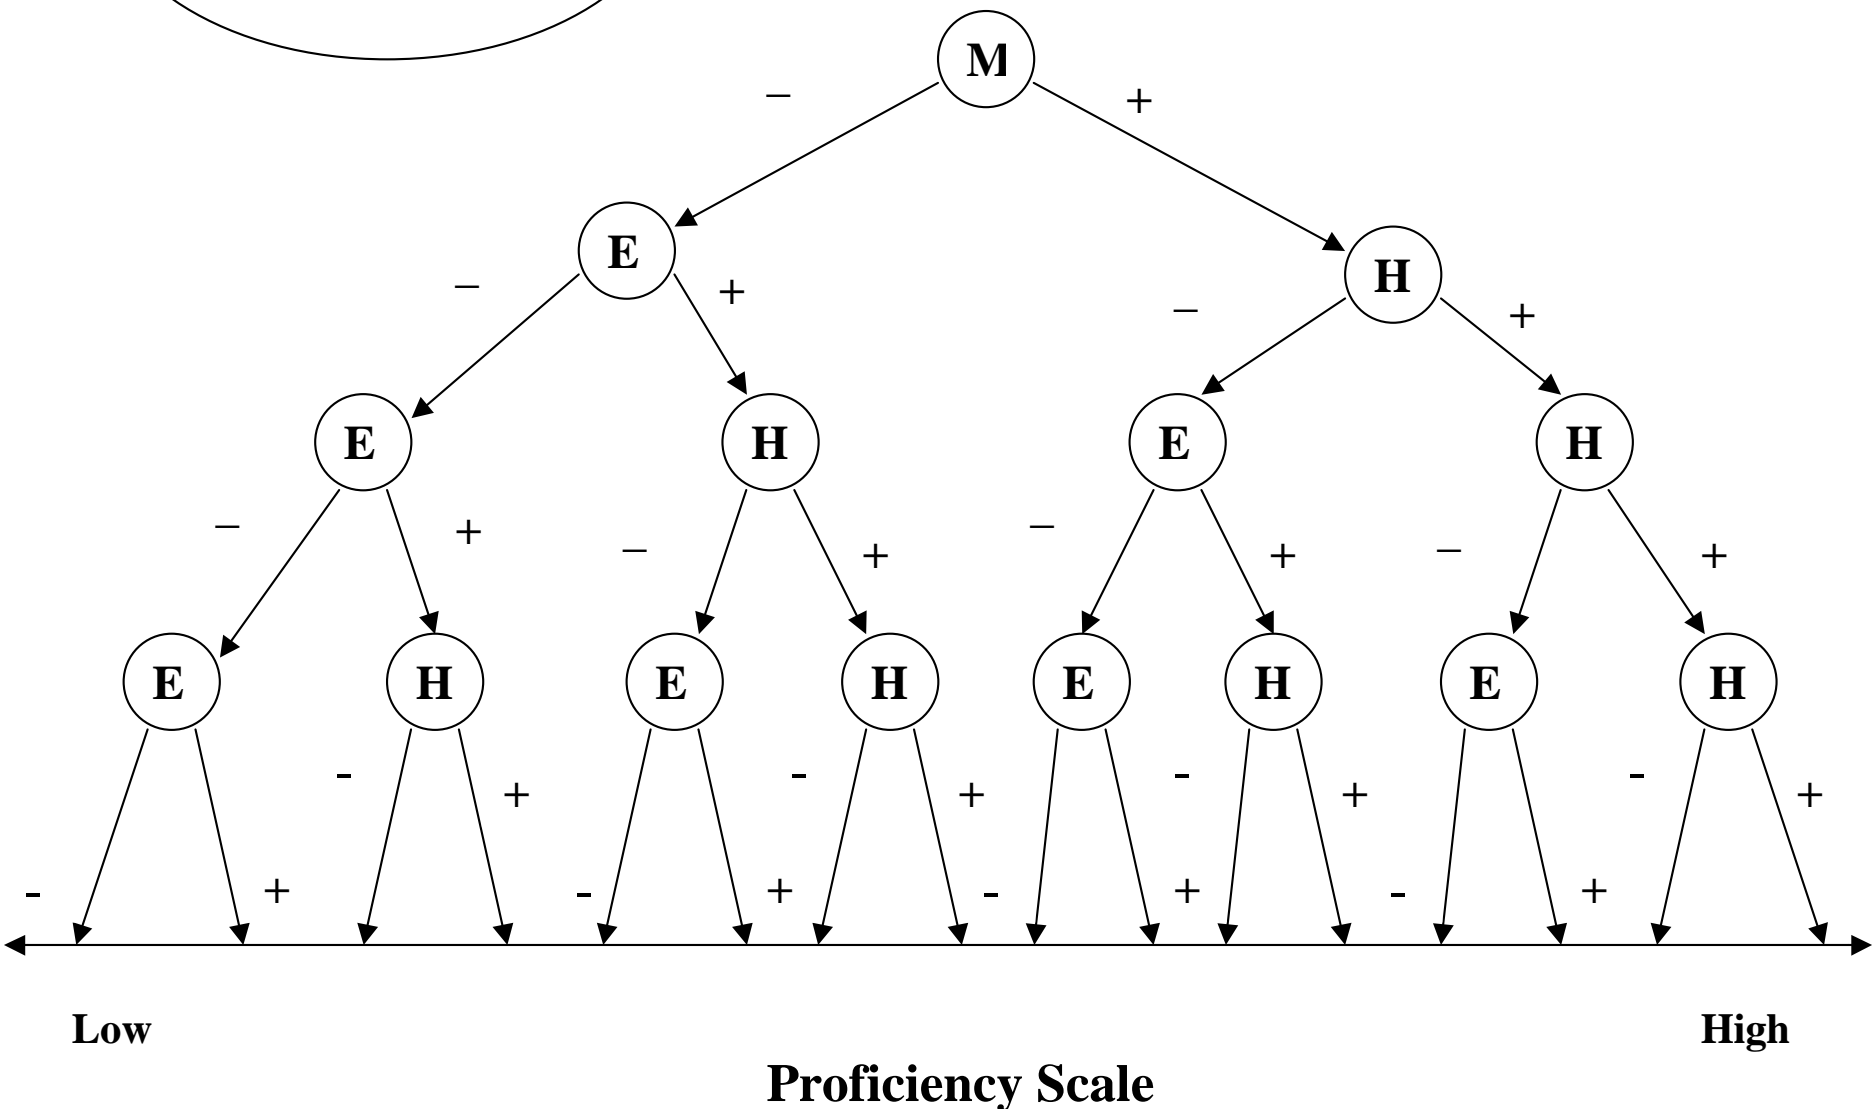 M
– +
E
H
– + – +
E H E H
– + – + – + – +
E H E H E H E H
- + - + - + - +
- + - + - + - +
Low High
Proficiency Scale